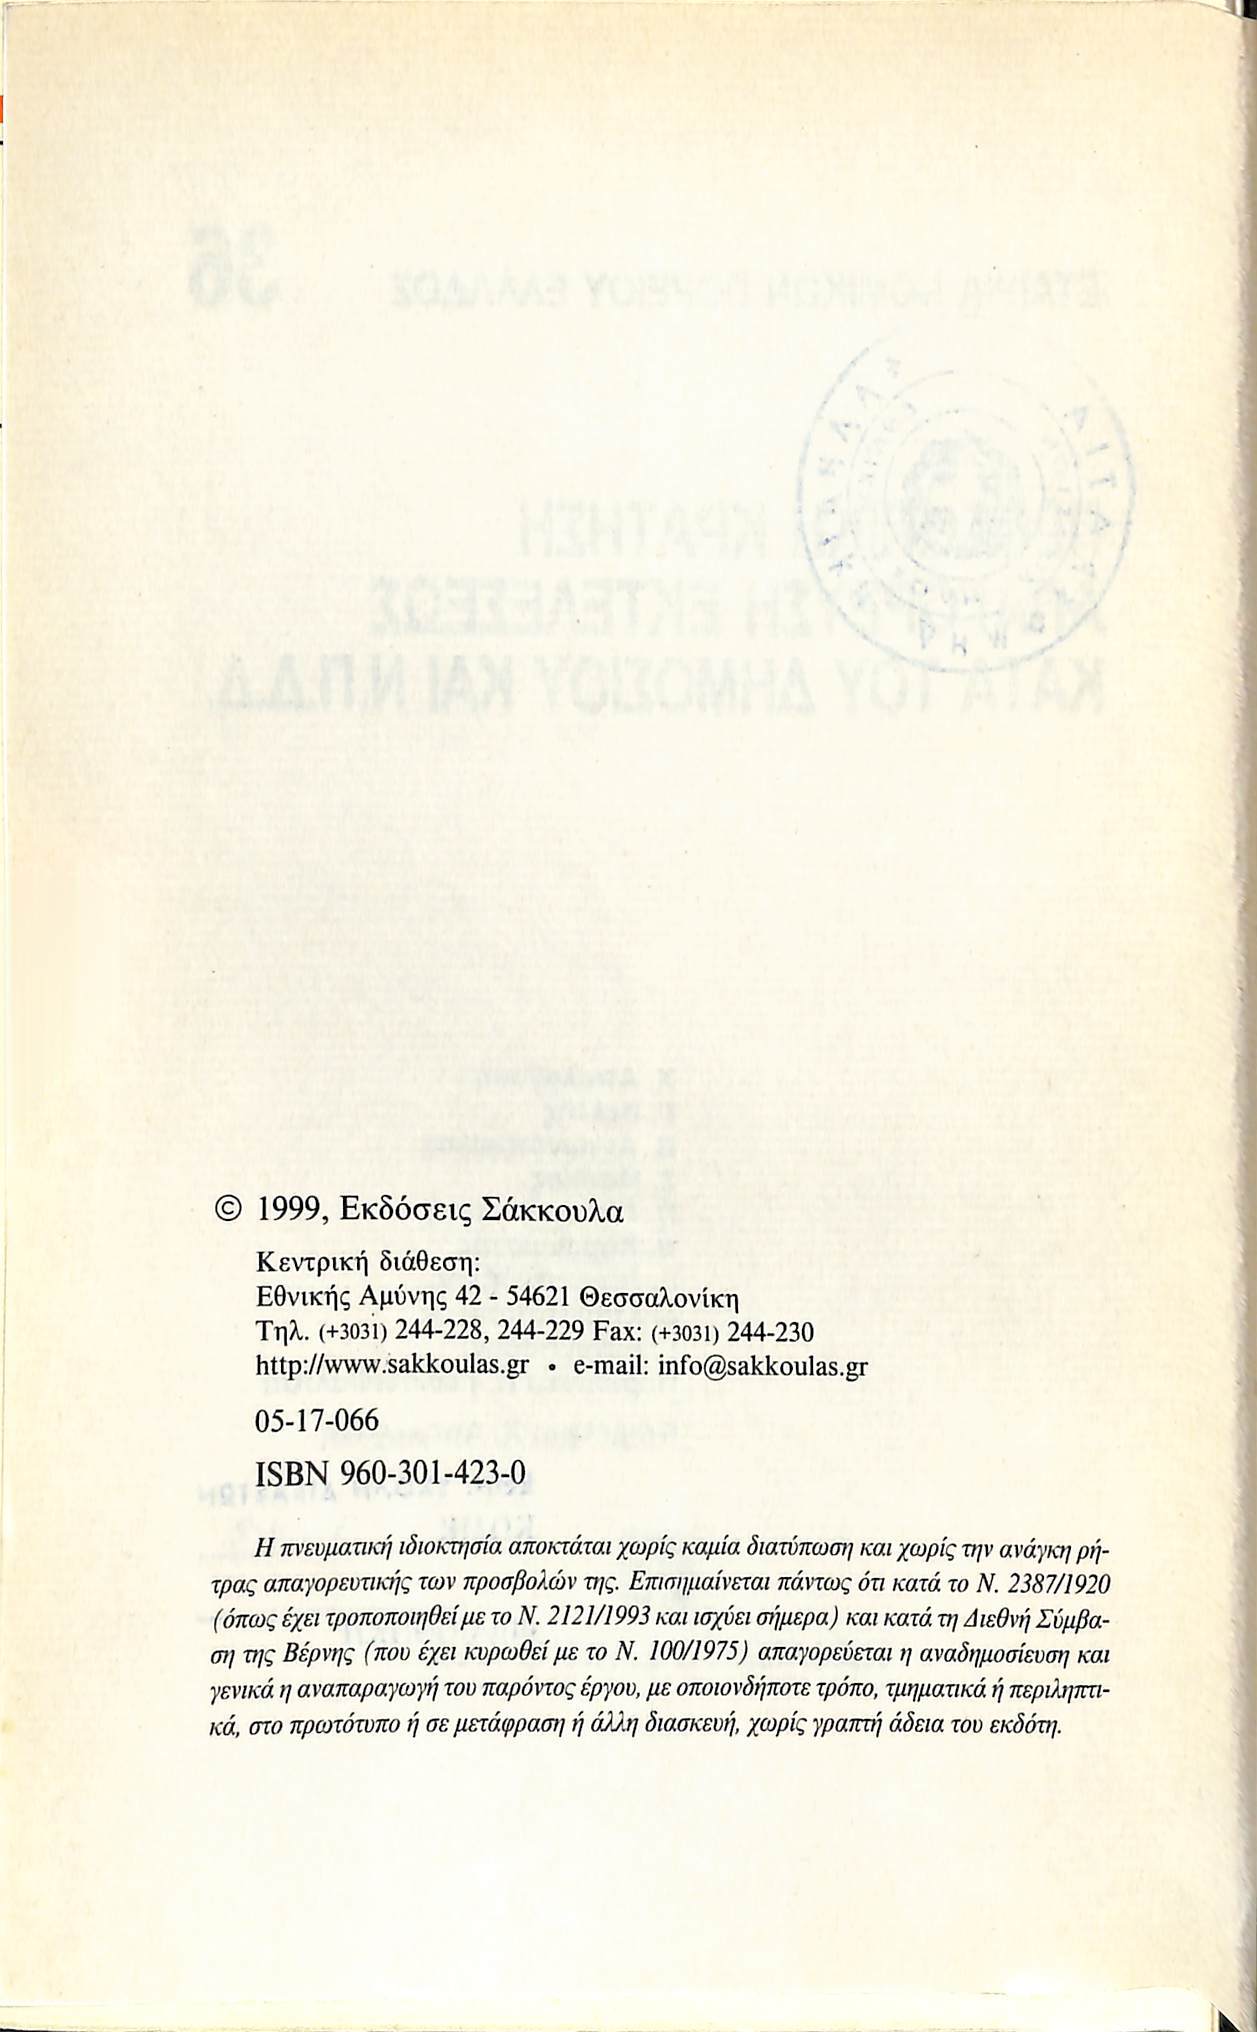 © 1999, Εκδόσεις Σάκκουλα
Κεντρική διάθεση:
Εθνικής Αμύνης 42 - 54621 Θεσσαλονίκη
Τηλ. (+3031) 244-228, 244-229 Fax: (+3031) 244-230
http://www.sakkoulas.gr • e-mail: info@sakkoulas.gr
05-17-066
ISBN 960-301-423-0
Η πνευματική ιδιοκτησία αποκτάται χωρίς καμία διατύπωση και χωρίς την ανάγκη ρή-
τρας απαγορευτικής των προσβολών της. Επισημαίνεται πάντως ότι κατά το Ν. 2387/1920
(όπως έχει τροποποιηθεί με το Ν. 2121/1993 και ισχύει σήμερα) και κατά τη Διεθνή Σύμβα-
ση της Βέρνης (που έχει κυρωθεί με το Ν. 100/1975) απαγορεύεται η αναδημοσίευση και
γενικά η αναπαραγωγή του παρόντος έργου, με οποιονδήποτε τρόπο, τμηματικά ή περιληπτι-
κά, στο πρωτότυπο ή σε μετάφραση ή άλλη διασκευή, χωρίς γραπτή άδεια του εκδότη.